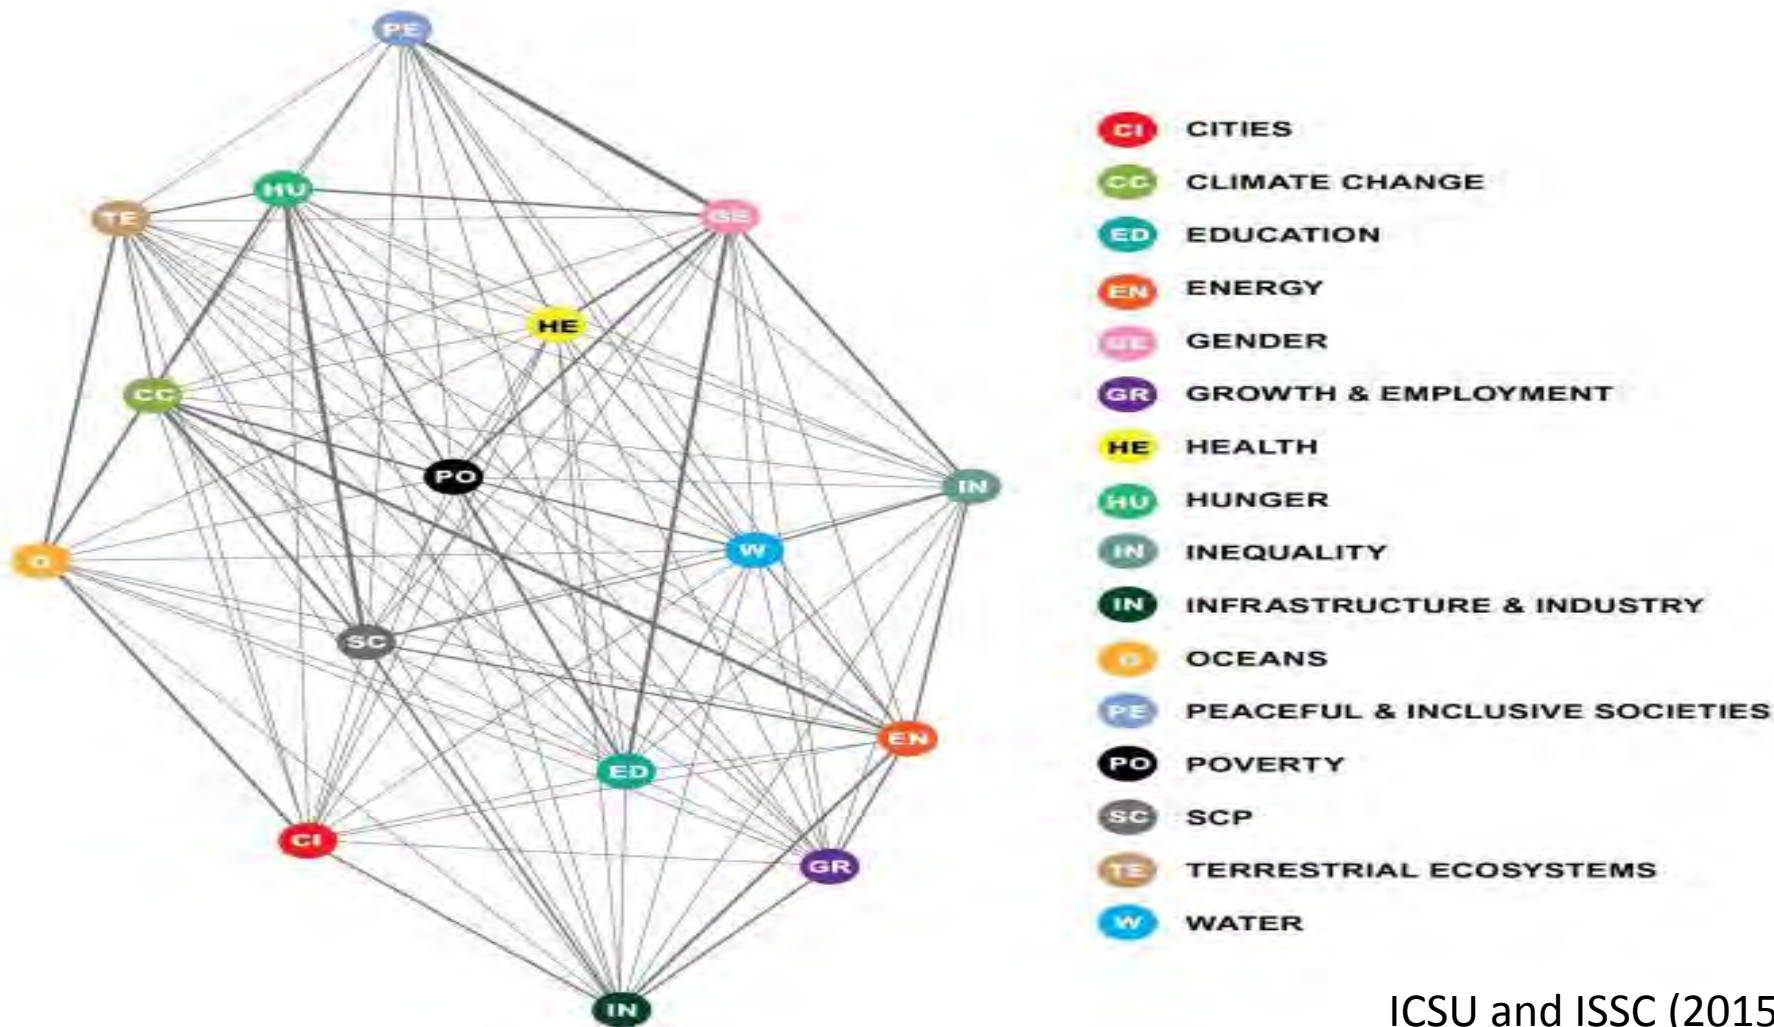 PE
HU
TE
GE
HE
CC
PO
IN
O
W
SC
EN
ED
CI
GR
IN
CI CITIES
CC CLIMATE CHANGE
ED EDUCATION
EN ENERGY
GE GENDER
GR GROWTH & EMPLOYMENT
HE HEALTH
HU HUNGER
IN INEQUALITY
IN INFRASTRUCTURE & INDUSTRY
O OCEANS
PE PEACEFUL & INCLUSIVE SOCIETIES
PO POVERTY
SC SCP
TE TERRESTRIAL ECOSYSTEMS
W WATER
ICSU and ISSC (2015